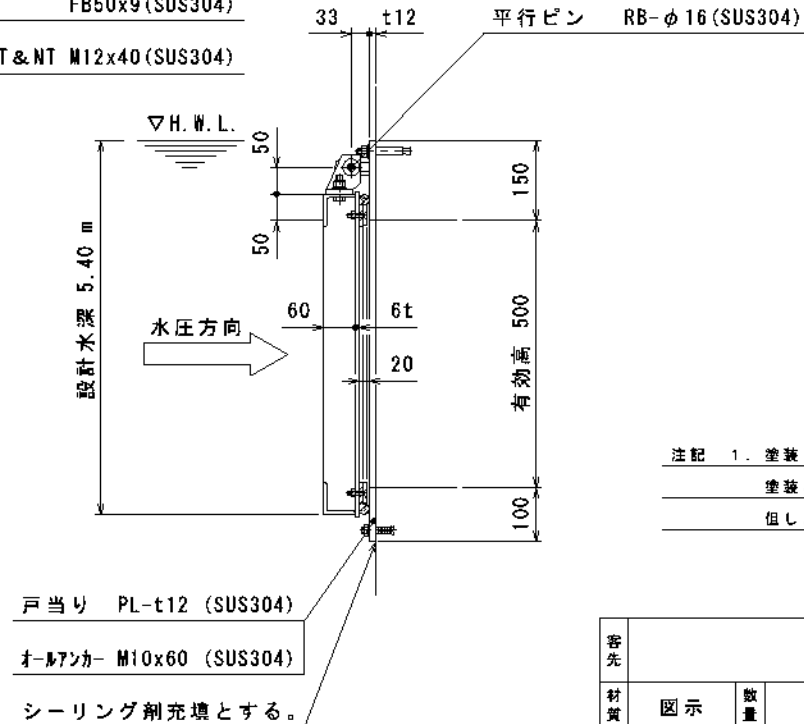 FB50x9(SUS304)
T&NT M12x40(SUS304)
33
t12
平行ピン RB-φ16(SUS304)
▽H.W.L.
50
50
150
設計水深 5.40 m
水圧方向
60
6t
20
有効高 500
100
注記 1. 塗装
塗装
但し
戸当り PL-t12 (SUS304)
オールアンカー M10x60 (SUS304)
シーリング剤充填とする。
客先
材質
図示
数量